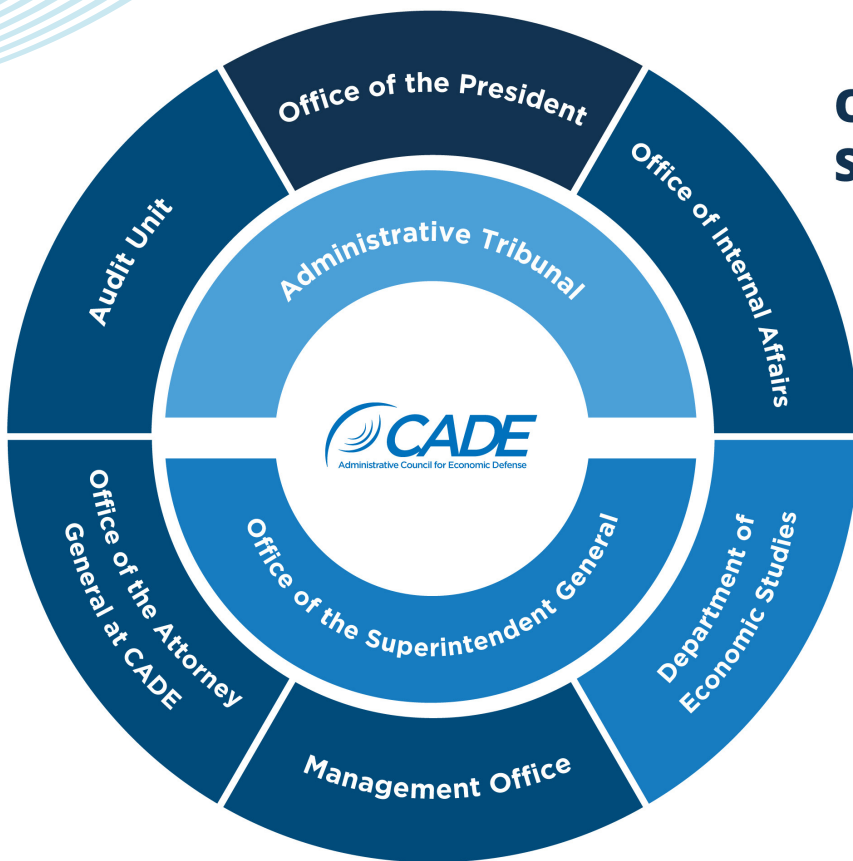 Office of the President
Office of Internal Affairs
Audit Unit
Administrative Tribunal
CADE
Administrative Council for Economic Defense
Office of the Superintendent General
Office of the Attorney
General at CADE
Department of
Economic Studies
Management Office